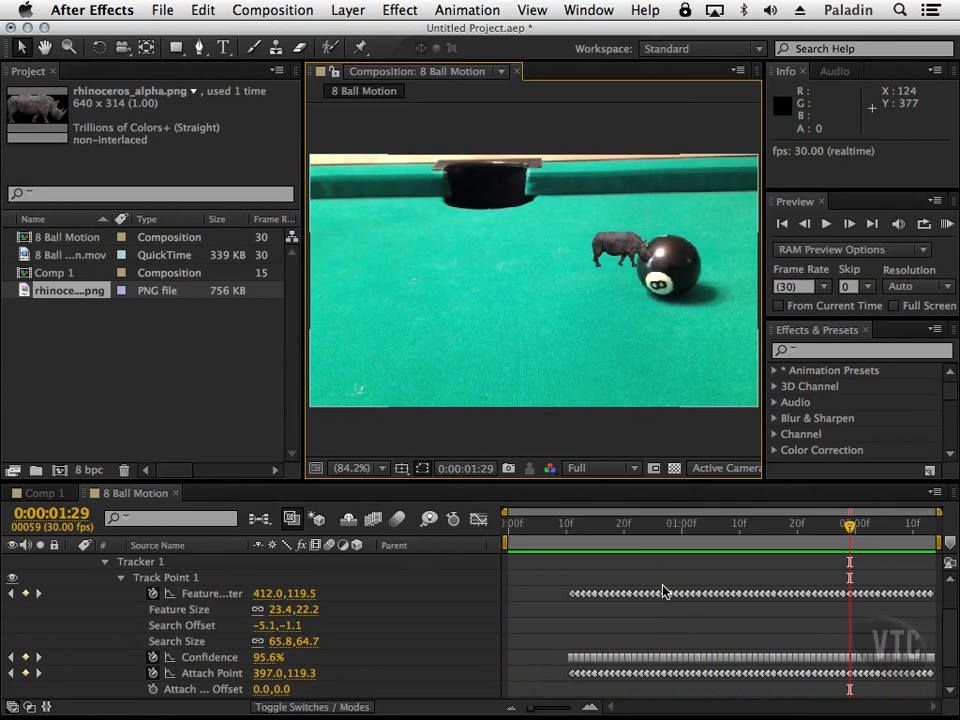 After Effects File Edit Composition Layer Effect Animation View Window Help Paladin
Untitled Project.aep *
Workspace: Standard Search Help
Project
rhinoceros_alpha.png , used 1 time
640 x 314 (1.00)
Trillions of Colors+ (Straight)
non-interlaced
Name Type Size Frame R...
8 Ball Motion Composition 30
8 Ball ...n.mov QuickTime 339 KB 30
Comp 1 Composition 15
rhinoce....png PNG file 756 KB
8 bpc
Composition: 8 Ball Motion
8 Ball Motion
8
(84.2%) 0:00:01:29 Full Active Camera
Info Audio
R : X : 124
G : Y : 377
B :
A : 0
fps: 30.00 (realtime)
Preview
RAM Preview Options
Frame Rate Skip Resolution
(30) 0 Auto
From Current Time Full Screen
Effects & Presets
* Animation Presets
3D Channel
Audio
Blur & Sharpen
Channel
Color Correction
Comp 1 8 Ball Motion
0:00:01:29
00059 (30.00 fps)
:00f 10f 20f 01:00f 10f 20f 10f
# Source Name fx Parent
Tracker 1
Track Point 1
Feature...ter 412.0,119.5
Feature Size 23.4,22.2
Search Offset -5.1,-1.1
Search Size 65.8,64.7
Confidence 95.6%
Attach Point 397.0,119.3
Attach ... Offset 0.0,0.0
Toggle Switches / Modes
VTC